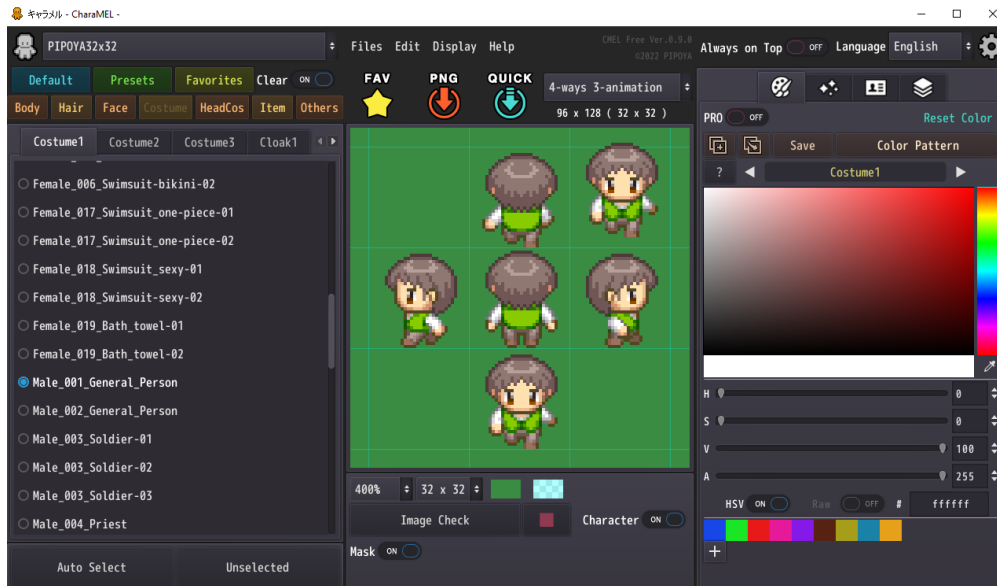 キャラメル - CharaMEL -
PIPOYA32x32
Files Edit Display Help
CMEL Free Ver.0.9.0
©2022 PIPOYA
Always on Top OFF Language English
Default Presets Favorites Clear ON
Body Hair Face Costume HeadCos Item Others
FAV PNG QUICK
4-ways 3-animation
96 x 128 ( 32 x 32 )
PRO OFF Reset Color
Costume1 Costume2 Costume3 Cloak1
Save Color Pattern
? Costume1
Female_006_Swimsuit-bikini-02
Female_017_Swimsuit_one-piece-01
Female_017_Swimsuit_one-piece-02
Female_018_Swimsuit_sexy-01
Female_018_Swimsuit-sexy-02
Female_019_Bath_towel-01
Female_019_Bath_towel-02
Male_001_General_Person
Male_002_General_Person
Male_003_Soldier-01
Male_003_Soldier-02
Male_003_Soldier-03
Male_004_Priest
Auto Select Unselected
400% 32 x 32
Image Check Character ON
Mask ON
H 0
S 0
V 100
A 255
HSV ON Raw OFF # ffffff
+